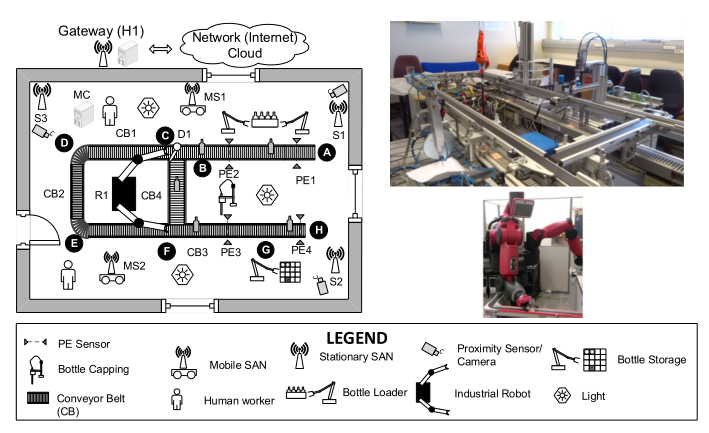 Gateway (H1)
Network (Internet)
Cloud
S3
MC
MS1
S1
CB1
C
D1
D
A
B
PE2
PE1
CB2
R1
CB4
H
E
F
CB3
PE3
G
PE4
MS2
S2
LEGEND
PE Sensor
Bottle Capping
Conveyor Belt
(CB)
Mobile SAN
Human worker
Stationary SAN
Bottle Loader
Proximity Sensor/
Camera
Industrial Robot
Bottle Storage
Light